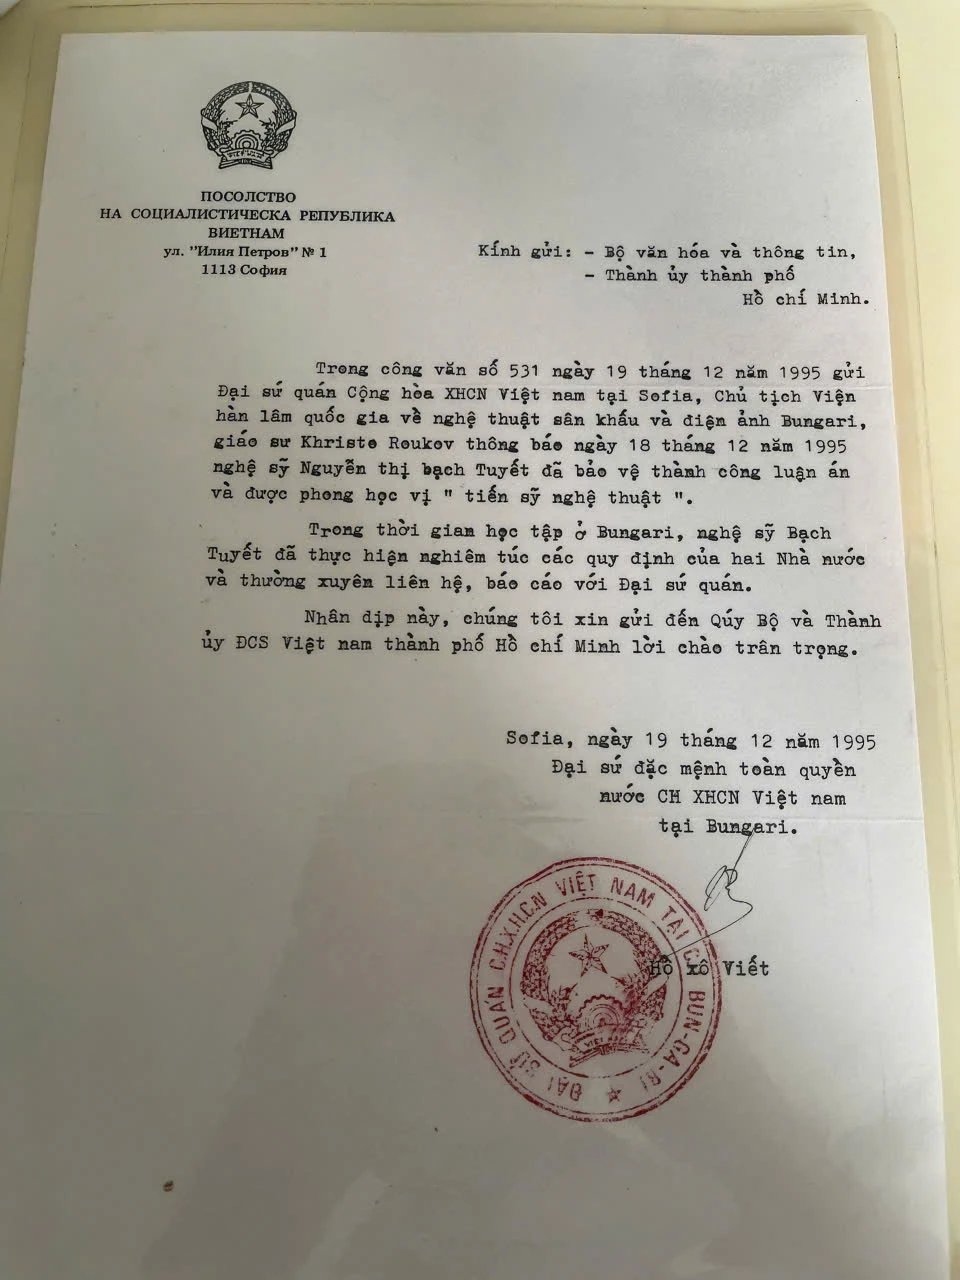 ПОСОЛСТВО
НА СОЦИАЛИСТИЧЕСКА РЕПУБЛИКА
ВИЕТНАМ
ул. "Илия Петров" № 1
1113 София
Kính gửi: - Bộ văn hóa và thông tin,
- Thành ủy thành phố
Hồ chí Minh.
Trong công văn số 531 ngày 19 tháng 12 năm 1995 gửi
Đại sứ quán Cộng hòa XHCN Việt nam tại Sofia, Chủ tịch Viện
hàn lâm quốc gia về nghệ thuật sân khấu và điện ảnh Bungari,
giáo sư Khristo Roukov thông báo ngày 18 tháng 12 năm 1995
nghệ sỹ Nguyễn thị bạch Tuyết đã bảo vệ thành công luận án
và được phong học vị " tiến sỹ nghệ thuật ".
Trong thời gian học tập ở Bungari, nghệ sỹ Bạch
Tuyết đã thực hiện nghiêm túc các quy định của hai Nhà nước
và thường xuyên liên hệ, báo cáo với Đại sứ quán.
Nhân dịp này, chúng tôi xin gửi đến Qúy Bộ và Thành
ủy ĐCS Việt nam thành phố Hồ chí Minh lời chào trân trọng.
Sofia, ngày 19 tháng 12 năm 1995
Đại sứ đặc mệnh toàn quyền
nước CH XHCN Việt nam
tại Bungari.
ĐẠI SỨ QUÁN C.H.X.H.C.N VIỆT NAM TẠI C.H. BUN-GA-RI
VIỆT NAM
Hồ xô Viết